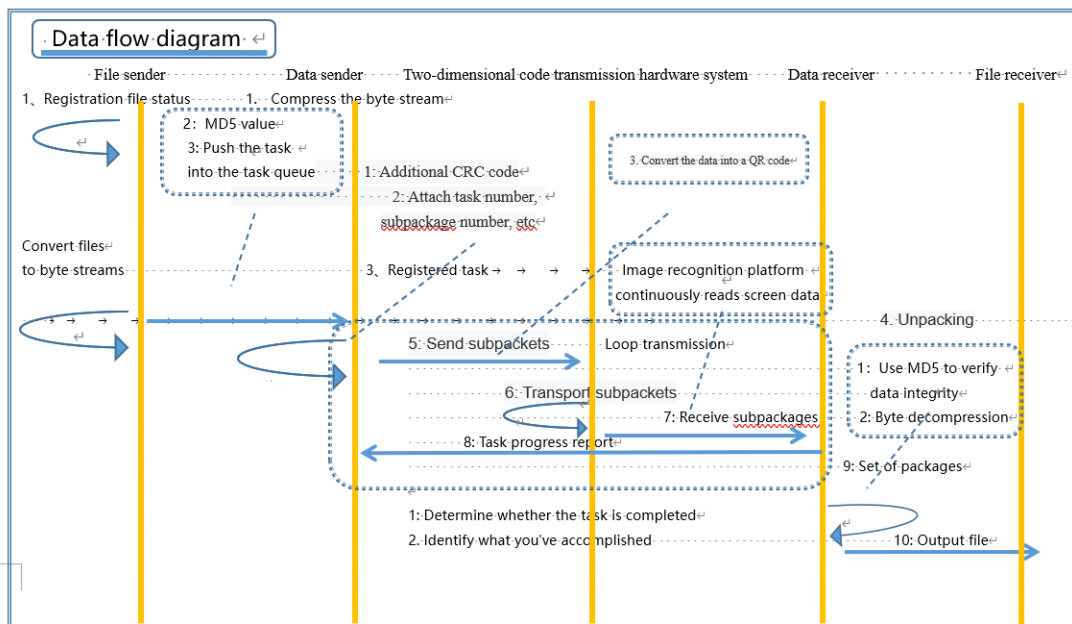 Data flow diagram
File sender Data sender Two-dimensional code transmission hardware system Data receiver File receiver
1、Registration file status 1. Compress the byte stream
2: MD5 value
3: Push the task
into the task queue
1: Additional CRC code
2: Attach task number,
subpackage number, etc
3. Convert the data into a QR code
Convert files
to byte streams
3、Registered task
Image recognition platform
continuously reads screen data
4. Unpacking
5: Send subpackets
Loop transmission
1: Use MD5 to verify
data integrity
2: Byte decompression
6: Transport subpackets
7: Receive subpackages
8: Task progress report
9: Set of packages
1: Determine whether the task is completed
2. Identify what you've accomplished
10: Output file